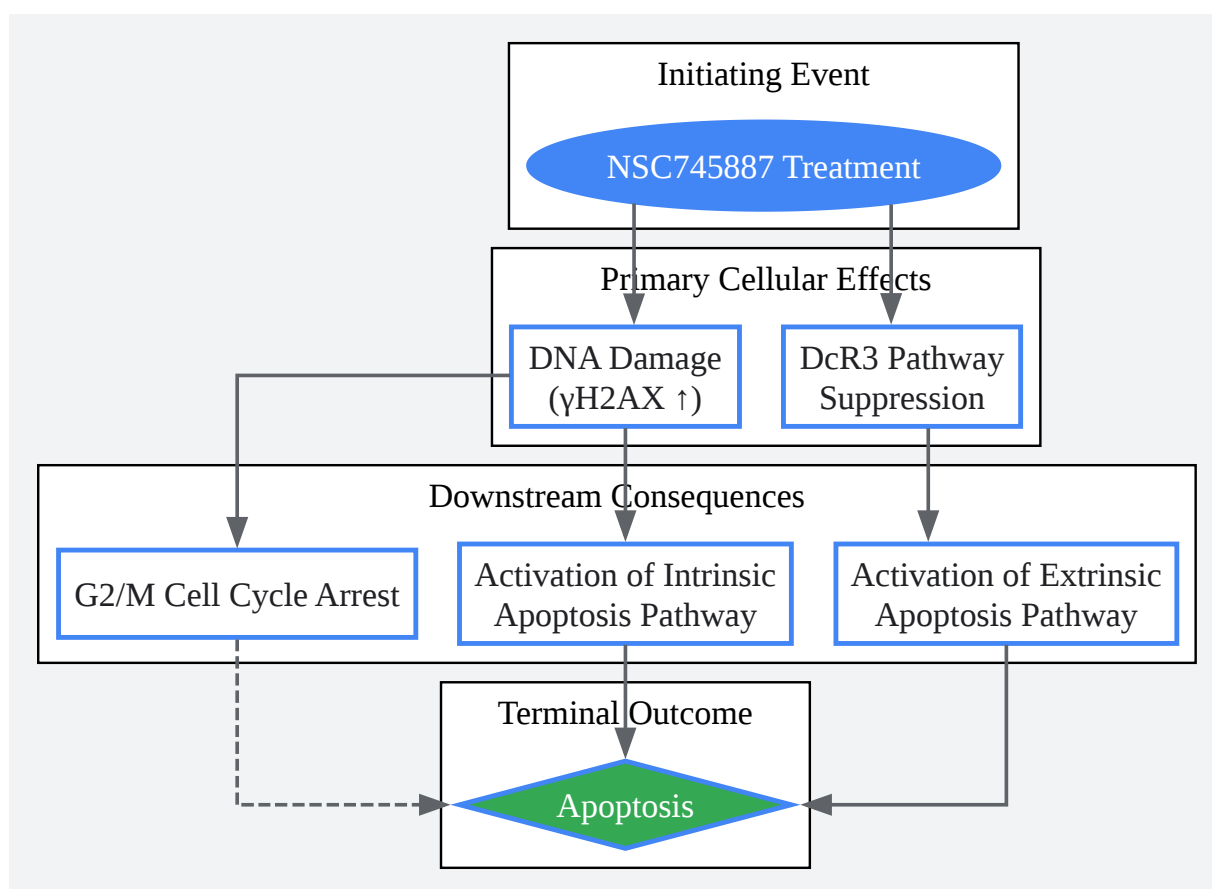 Initiating Event
NSC745887 Treatment
Primary Cellular Effects
DNA Damage
(γH2AX ↑)
DcR3 Pathway
Suppression
Downstream Consequences
G2/M Cell Cycle Arrest
Activation of Intrinsic
Apoptosis Pathway
Activation of Extrinsic
Apoptosis Pathway
Terminal Outcome
Apoptosis